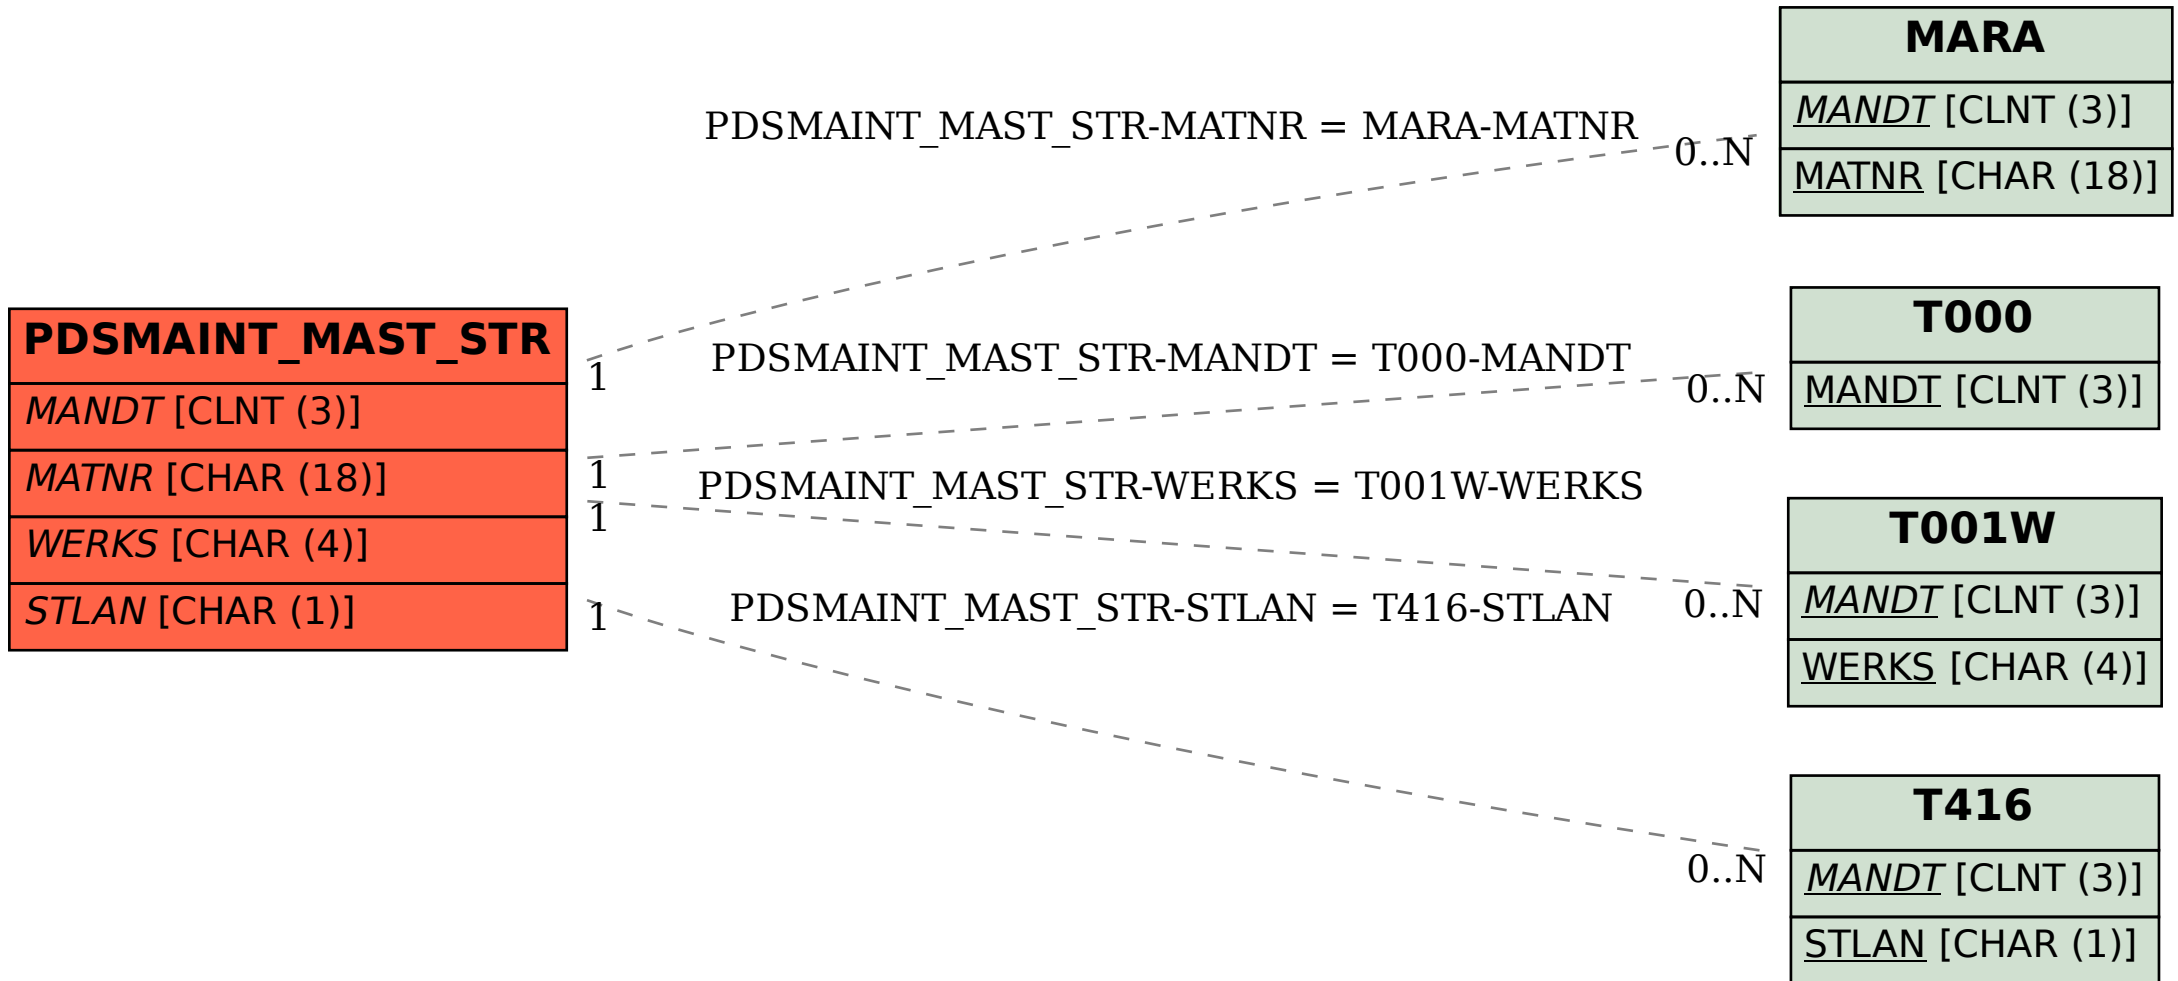 PDSMAINT_MAST_STR
MANDT [CLNT (3)]
MATNR [CHAR (18)]
WERKS [CHAR (4)]
STLAN [CHAR (1)]
PDSMAINT_MAST_STR-MATNR = MARA-MATNR
0..N
1
PDSMAINT_MAST_STR-MANDT = T000-MANDT
0..N
1
PDSMAINT_MAST_STR-WERKS = T001W-WERKS
1
0..N
PDSMAINT_MAST_STR-STLAN = T416-STLAN
1
0..N
MARA
MANDT [CLNT (3)]
MATNR [CHAR (18)]
T000
MANDT [CLNT (3)]
T001W
MANDT [CLNT (3)]
WERKS [CHAR (4)]
T416
MANDT [CLNT (3)]
STLAN [CHAR (1)]